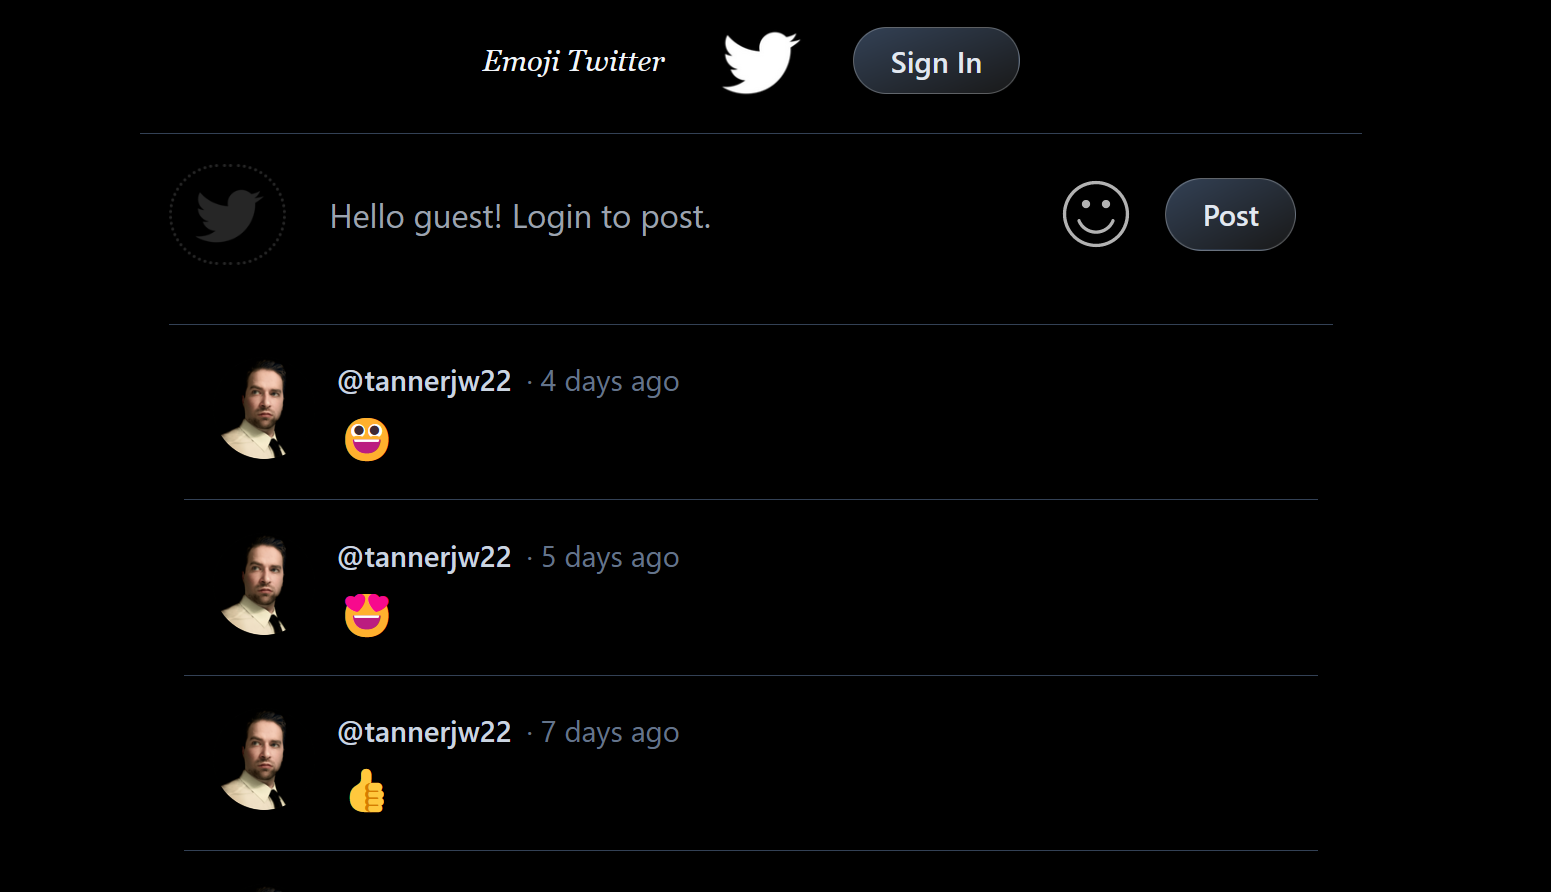 Emoji Twitter
Sign In
Hello guest! Login to post.
Post
@tannerjw22 · 4 days ago
@tannerjw22 · 5 days ago
@tannerjw22 · 7 days ago